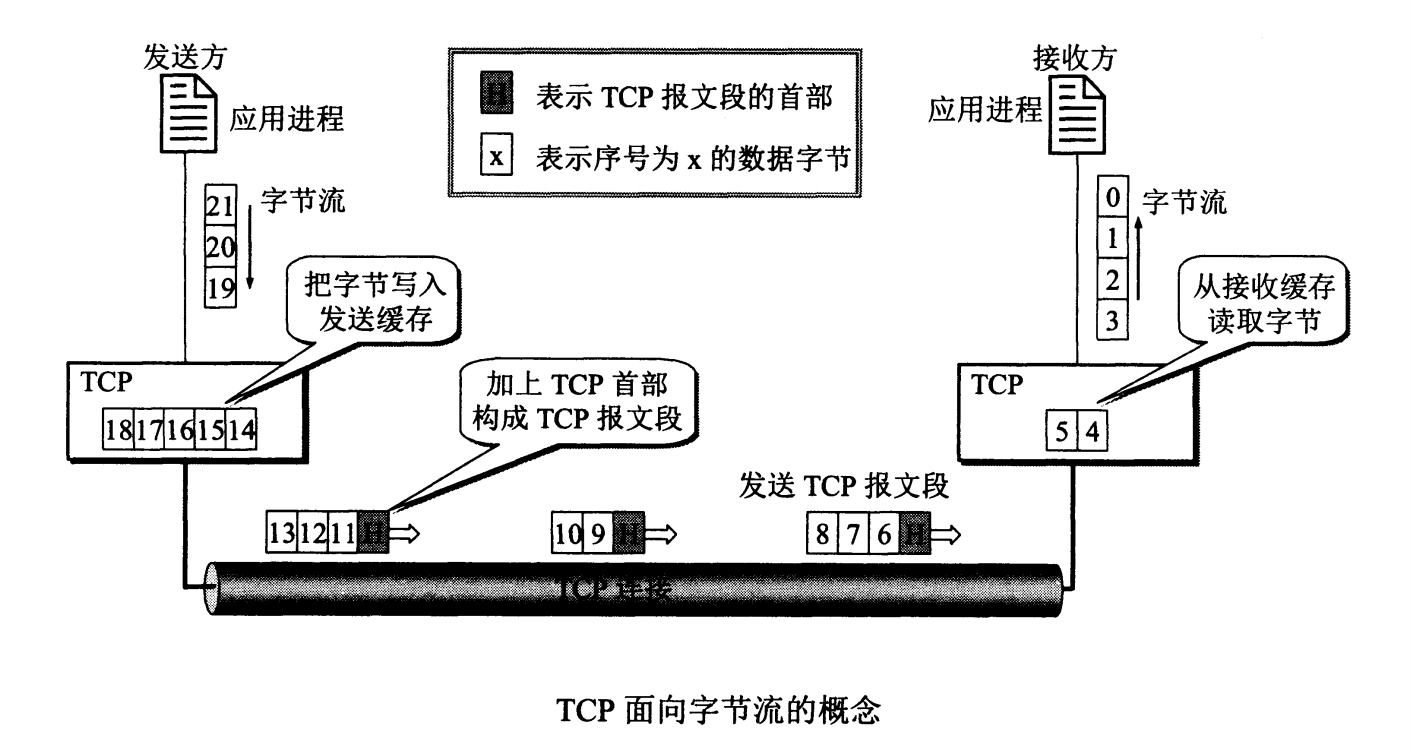 发送方
接收方
应用进程
应用进程
H 表示 TCP 报文段的首部
x 表示序号为 x 的数据字节
21
20
19
字节流
0
1
2
3
字节流
把字节写入
发送缓存
从接收缓存
读取字节
TCP
18 17 16 15 14
加上 TCP 首部
构成 TCP 报文段
TCP
5 4
发送 TCP 报文段
13 12 11 H
10 9 H
8 7 6 H
TCP 连接
TCP 面向字节流的概念